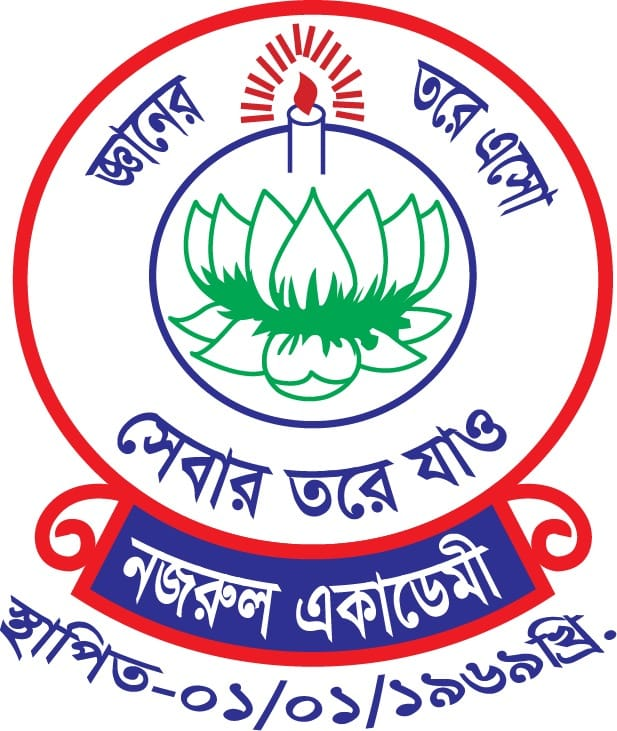 জ্ঞানের তরে এসো
সেবার তরে যাও
নজরুল একাডেমী
স্থাপিত-০১/০১/১৯৬৯খ্রি.